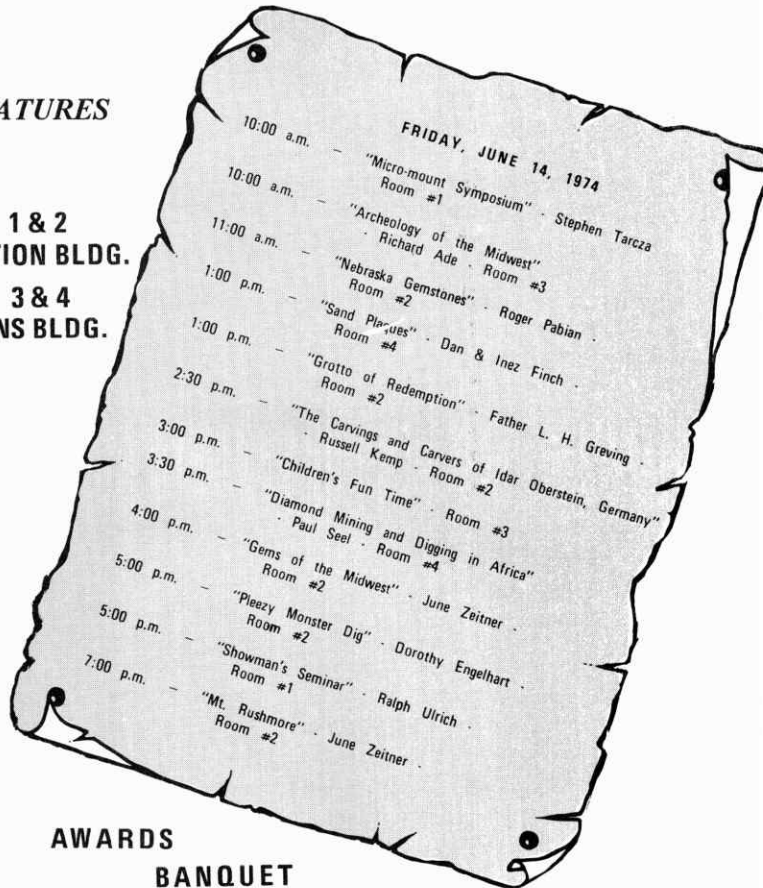 ATURES
1 & 2
TION BLDG.
3 & 4
NS BLDG.
FRIDAY, JUNE 14, 1974
10:00 a.m. – "Micro-mount Symposium" · Stephen Tarcza
Room #1
10:00 a.m. – "Archeology of the Midwest"
· Richard Ade · Room #3
11:00 a.m. – "Nebraska Gemstones" · Roger Pabian ·
Room #2
1:00 p.m. – "Sand Plaques" · Dan & Inez Finch ·
Room #4
1:00 p.m. – "Grotto of Redemption" · Father L. H. Greving ·
Room #2
2:30 p.m. – "The Carvings and Carvers of Idar Oberstein, Germany"
· Russell Kemp · Room #2
3:00 p.m. – "Children's Fun Time" · Room #3
3:30 p.m. – "Diamond Mining and Digging in Africa"
· Paul Seel · Room #4
4:00 p.m. – "Gems of the Midwest" · June Zeitner ·
Room #2
5:00 p.m. – "Pleezy Monster Dig" · Dorothy Engelhart ·
Room #2
5:00 p.m. – "Showman's Seminar" · Ralph Ulrich ·
Room #1
7:00 p.m. – "Mt. Rushmore" · June Zeitner ·
Room #2
AWARDS
BANQUET